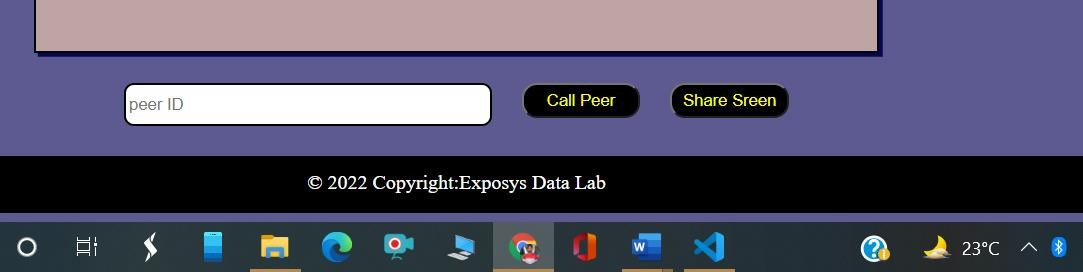 peer ID
Call Peer
Share Sreen
© 2022 Copyright:Exposys Data Lab
23°C